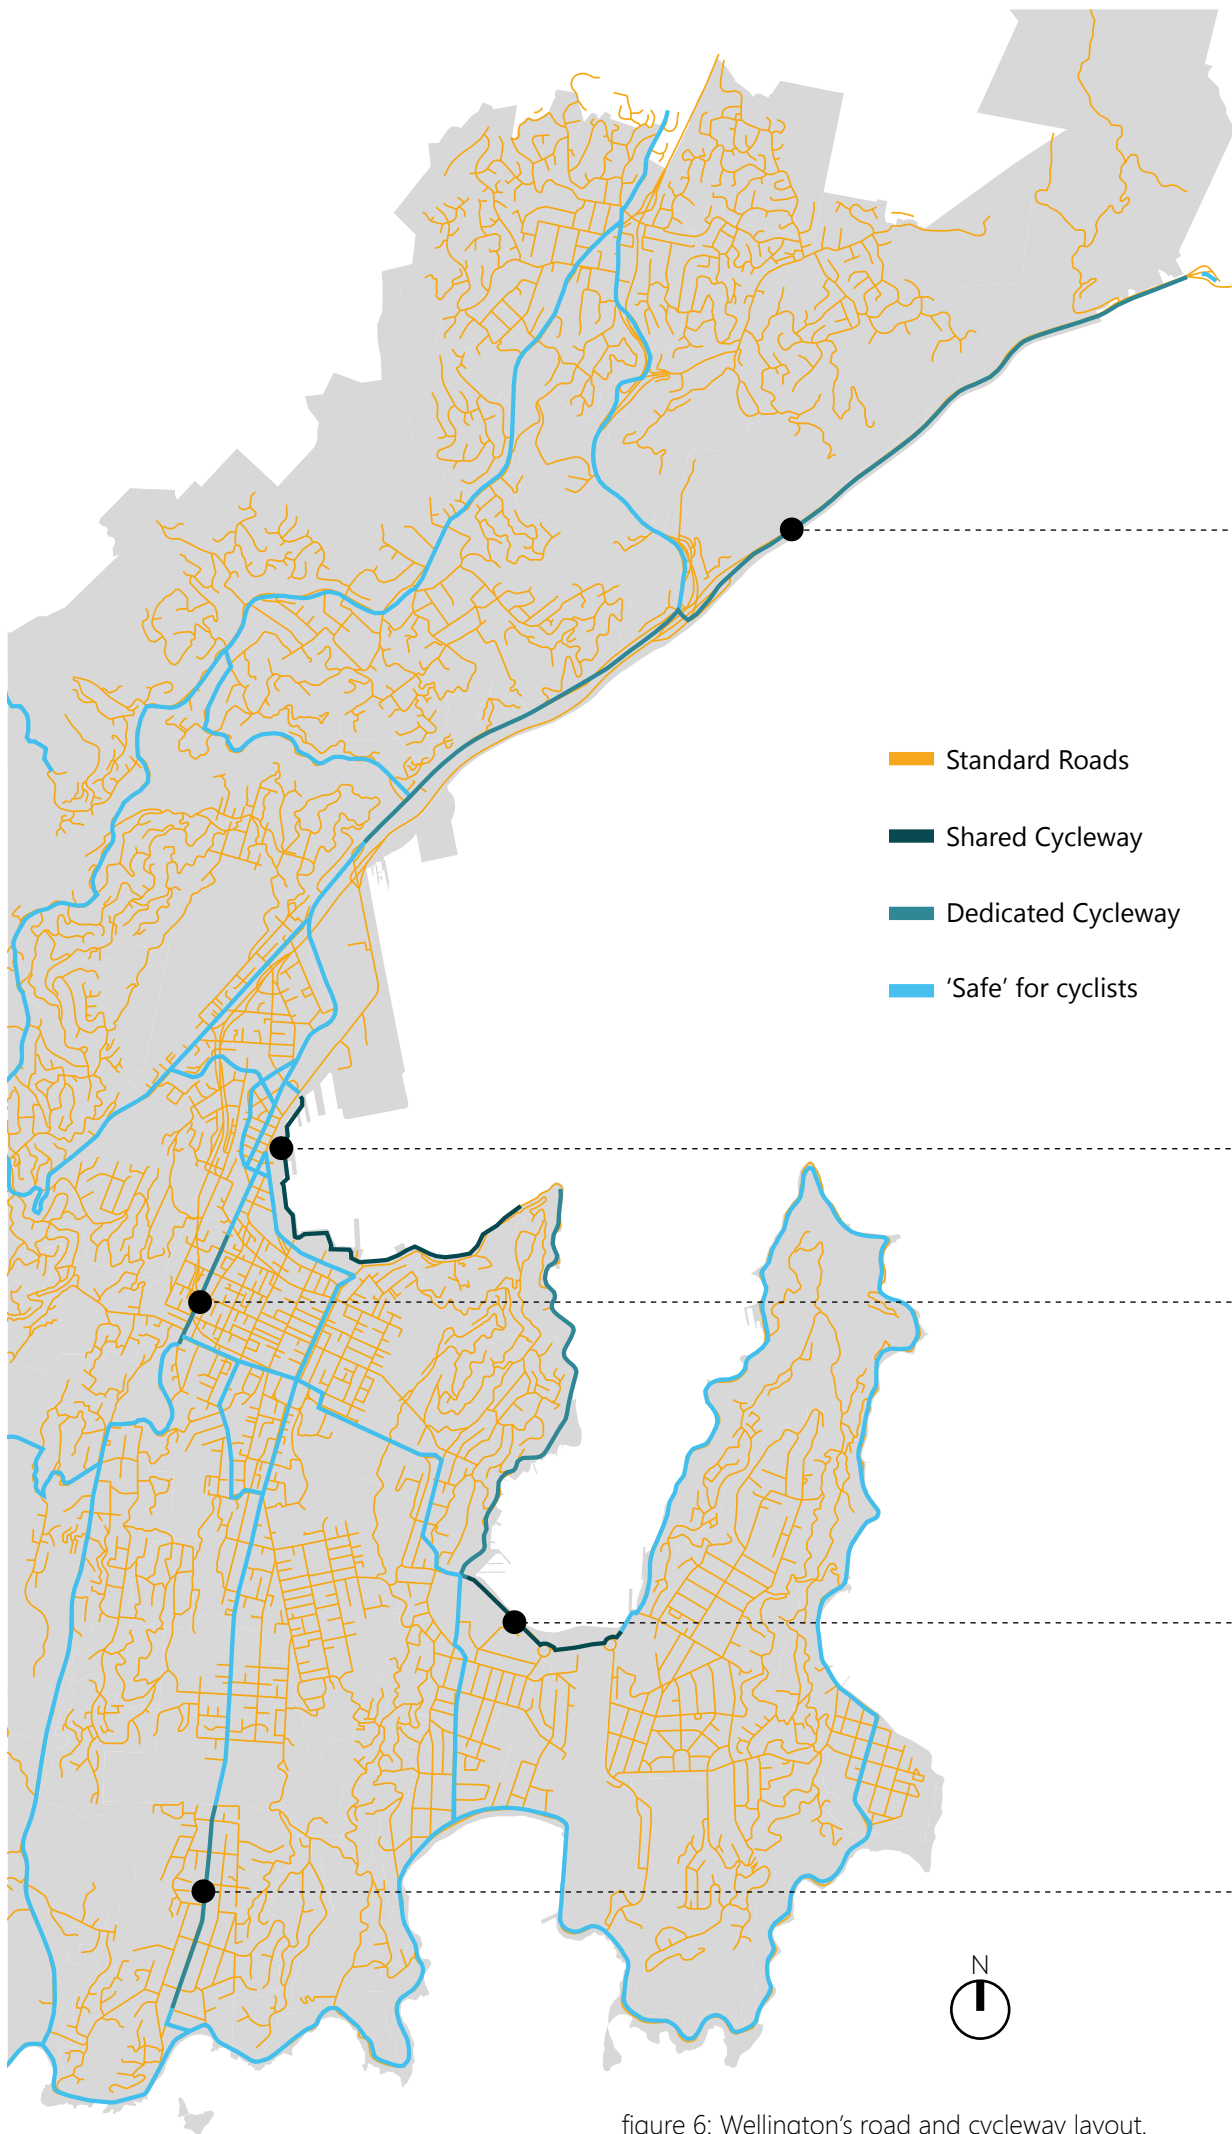 Standard Roads
Shared Cycleway
Dedicated Cycleway
‘Safe’ for cyclists
N
figure 6: Wellington’s road and cycleway layout.